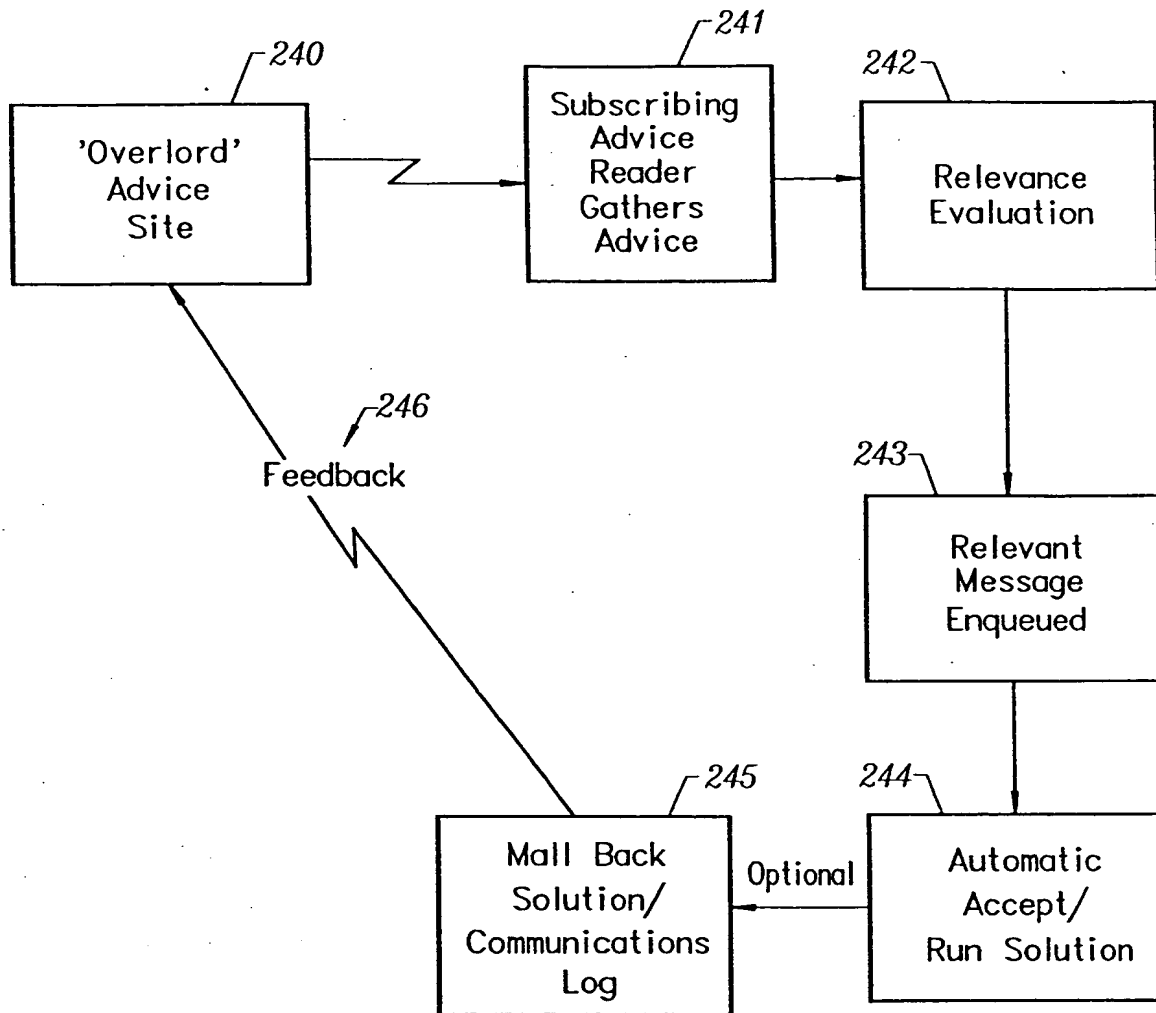 240
'Overlord'
Advice
Site
241
Subscribing
Advice
Reader
Gathers
Advice
242
Relevance
Evaluation
246
Feedback
243
Relevant
Message
Enqueued
245
Mall Back
Solution/
Communications
Log
Optional
244
Automatic
Accept/
Run Solution